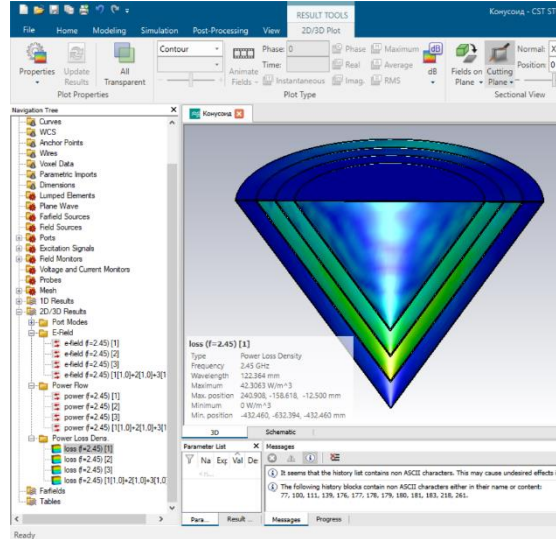 Конусоид - CST ST
RESULT TOOLS
File Home Modeling Simulation Post-Processing View 2D/3D Plot
Properties
Update Results
All Transparent
Plot Properties
Contour
Animate Fields
Phase: 0
Time:
Phase Maximum
Real Average
Instantaneous Imag. RMS
dB
dB
Plot Type
Fields on Plane
Cutting Plane
Normal: X
Position: 0
Sectional View
Navigation Tree
Curves
WCS
Anchor Points
Wires
Voxel Data
Parametric Imports
Dimensions
Lumped Elements
Plane Wave
Farfield Sources
Field Sources
Ports
Excitation Signals
Field Monitors
Voltage and Current Monitors
Probes
Mesh
1D Results
2D/3D Results
Port Modes
E-Field
e-field (f=2.45) [1]
e-field (f=2.45) [2]
e-field (f=2.45) [3]
e-field (f=2.45) [1[1.0]+2[1.0]+3[1
Power Flow
power (f=2.45) [1]
power (f=2.45) [2]
power (f=2.45) [3]
power (f=2.45) [1[1.0]+2[1.0]+3[1
Power Loss Dens.
loss (f=2.45) [1]
loss (f=2.45) [2]
loss (f=2.45) [3]
loss (f=2.45) [1[1.0]+2[1.0]+3[1.0
Farfields
Tables
Конусоид
loss (f=2.45) [1]
Type Power Loss Density
Frequency 2.45 GHz
Wavelength 122.364 mm
Maximum 42.3063 W/m^3
Max. position 240.908, -158.618, -12.500 mm
Minimum 0 W/m^3
Min. position -432.460, -632.394, -432.460 mm
3D Schematic
Parameter List
Na Exp Val De
Para... Result ...
Messages
It seems that the history list contains non ASCII characters. This may cause undesired effects i
The following history blocks contain non ASCII characters either in their name or content:
77, 100, 111, 139, 176, 177, 178, 179, 180, 181, 183, 218, 261.
Messages Progress
Ready